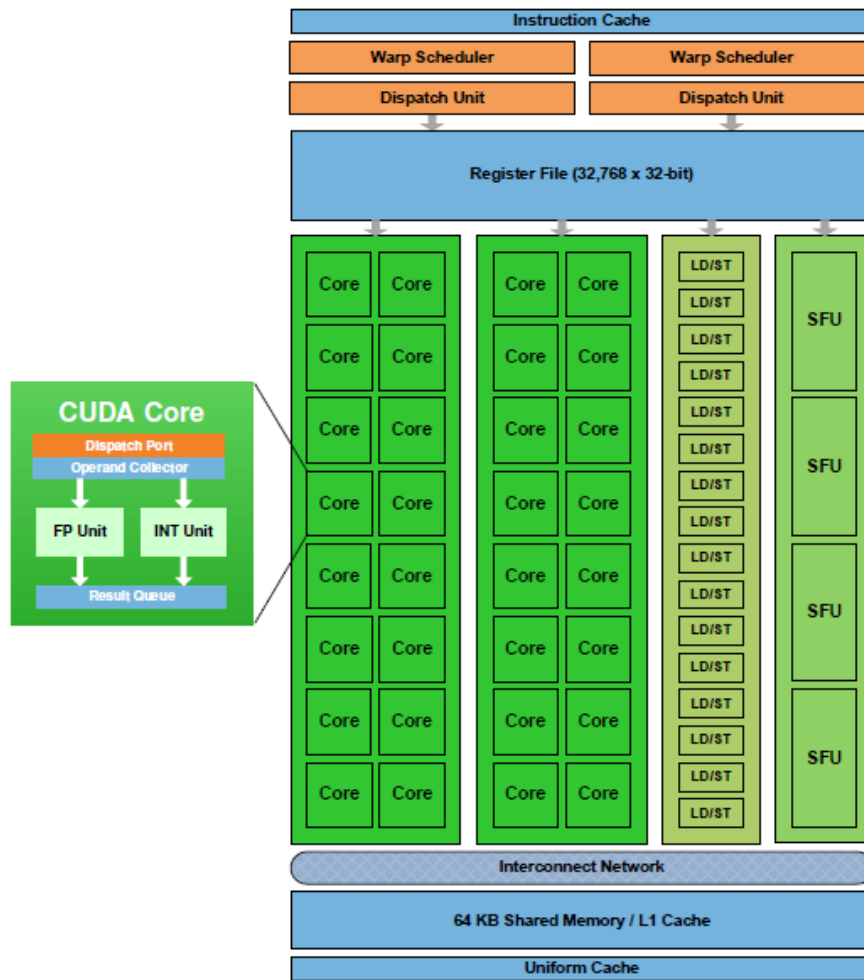 Instruction Cache
Warp Scheduler Warp Scheduler
Dispatch Unit Dispatch Unit
Register File (32,768 x 32-bit)
Core Core Core Core LD/ST
LD/ST
SFU
Core Core Core Core LD/ST
LD/ST
Core Core Core Core LD/ST
LD/ST
SFU
Core Core Core Core LD/ST
LD/ST
Core Core Core Core LD/ST
LD/ST
SFU
Core Core Core Core LD/ST
LD/ST
Core Core Core Core LD/ST
LD/ST
SFU
Core Core Core Core LD/ST
LD/ST
CUDA Core
Dispatch Port
Operand Collector
FP Unit INT Unit
Result Queue
Interconnect Network
64 KB Shared Memory / L1 Cache
Uniform Cache